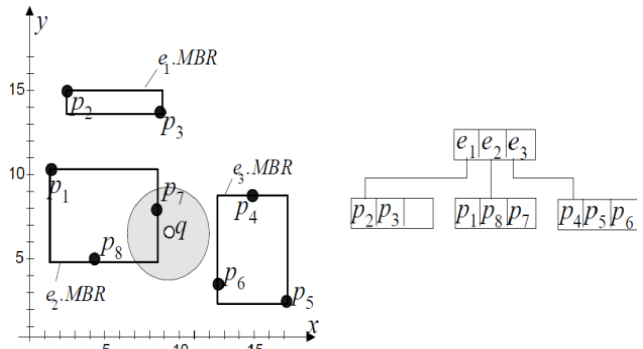 y
e1.MBR
15
p2
p3
e1 e2 e3
10
e3.MBR
p1
p7
p4
p2 p3
p1 p8 p7
p4 p5 p6
q
5
p8
p6
e2.MBR
p5
x
5
10
15